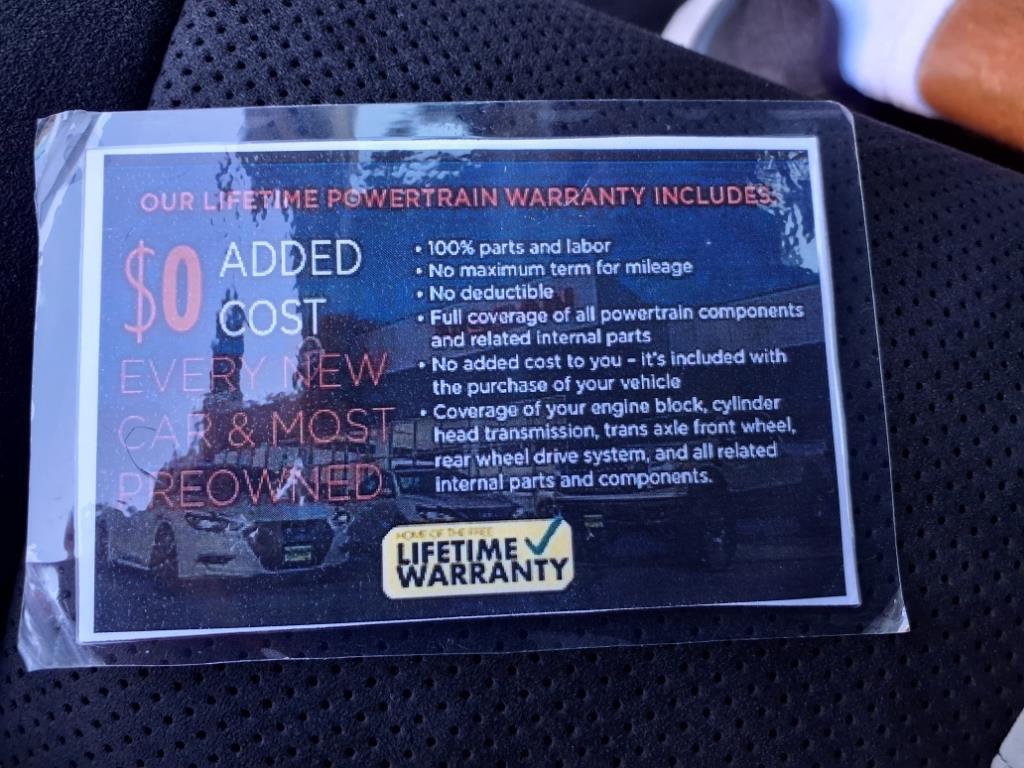 OUR LIFETIME POWERTRAIN WARRANTY INCLUDES:
$0 ADDED
COST
EVERY NEW
CAR & MOST
PREOWNED
• 100% parts and labor
• No maximum term for mileage
• No deductible
• Full coverage of all powertrain components
and related internal parts
• No added cost to you – it's included with
the purchase of your vehicle
• Coverage of your engine block, cylinder
head transmission, trans axle front wheel,
rear wheel drive system, and all related
internal parts and components.
HOME OF THE FREE
LIFETIME
WARRANTY